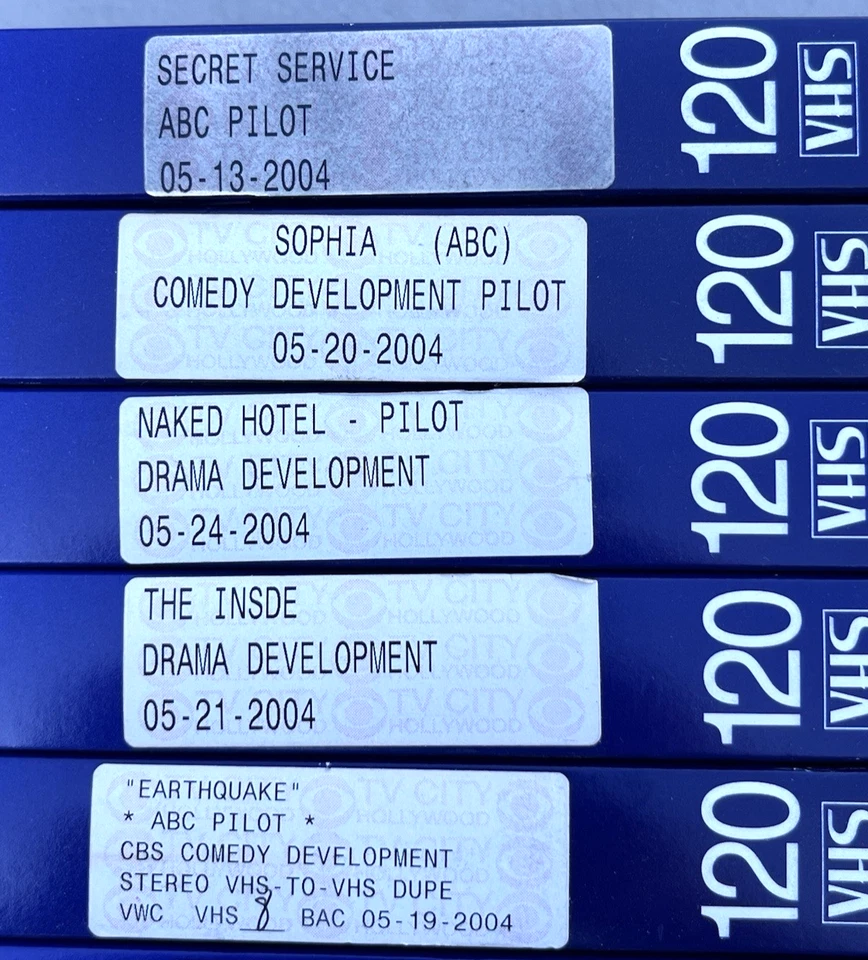 SECRET SERVICE
ABC PILOT
05-13-2004
120 VHS
SOPHIA (ABC)
COMEDY DEVELOPMENT PILOT
05-20-2004
120 VHS
NAKED HOTEL - PILOT
DRAMA DEVELOPMENT
05-24-2004
120 VHS
THE INSDE
DRAMA DEVELOPMENT
05-21-2004
120 VHS
"EARTHQUAKE"
* ABC PILOT *
CBS COMEDY DEVELOPMENT
STEREO VHS-TO-VHS DUPE
VWC VHS 8 BAC 05-19-2004
120 VHS
TV CITY
HOLLYWOOD